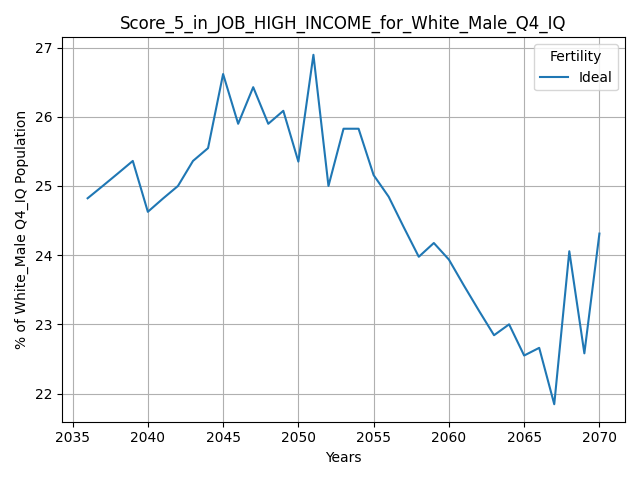 Score_5_in_JOB_HIGH_INCOME_for_White_Male_Q4_IQ
Fertility
Ideal
% of White_Male Q4_IQ Population
27
26
25
24
23
22
2035 2040 2045 2050 2055 2060 2065 2070
Years